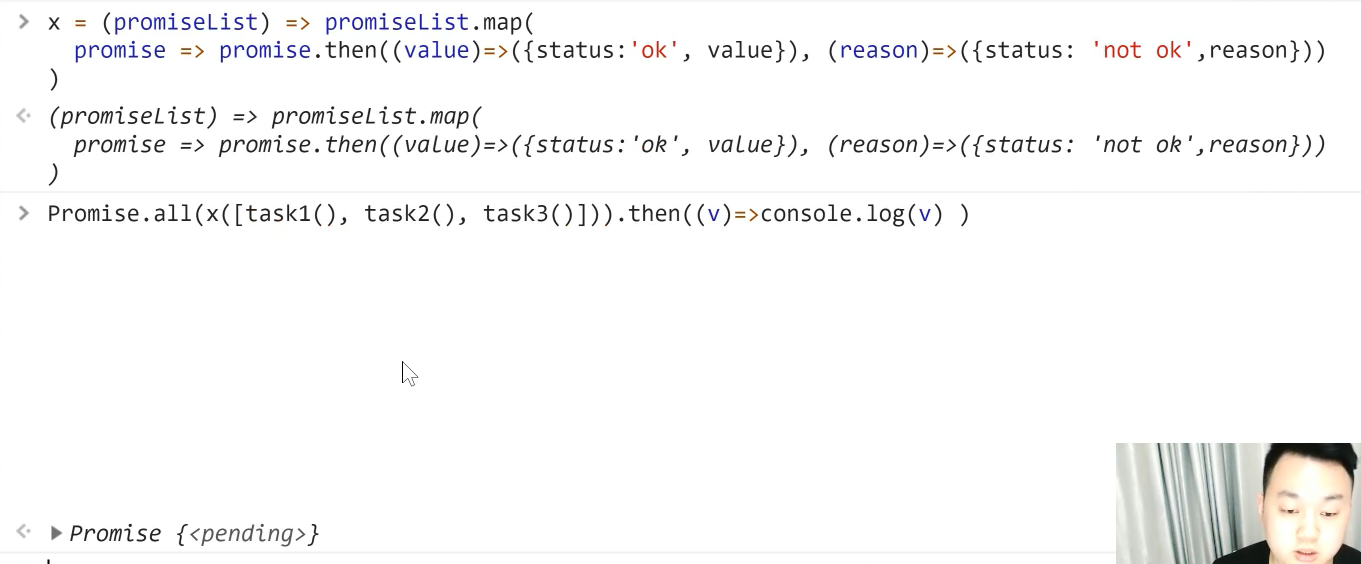 x = (promiseList) => promiseList.map(
promise => promise.then((value)=>({status:'ok', value}), (reason)=>({status: 'not ok',reason}))
)
(promiseList) => promiseList.map(
promise => promise.then((value)=>({status:'ok', value}), (reason)=>({status: 'not ok',reason}))
)
Promise.all(x([task1(), task2(), task3()])).then((v)=>console.log(v) )
Promise {<pending>}